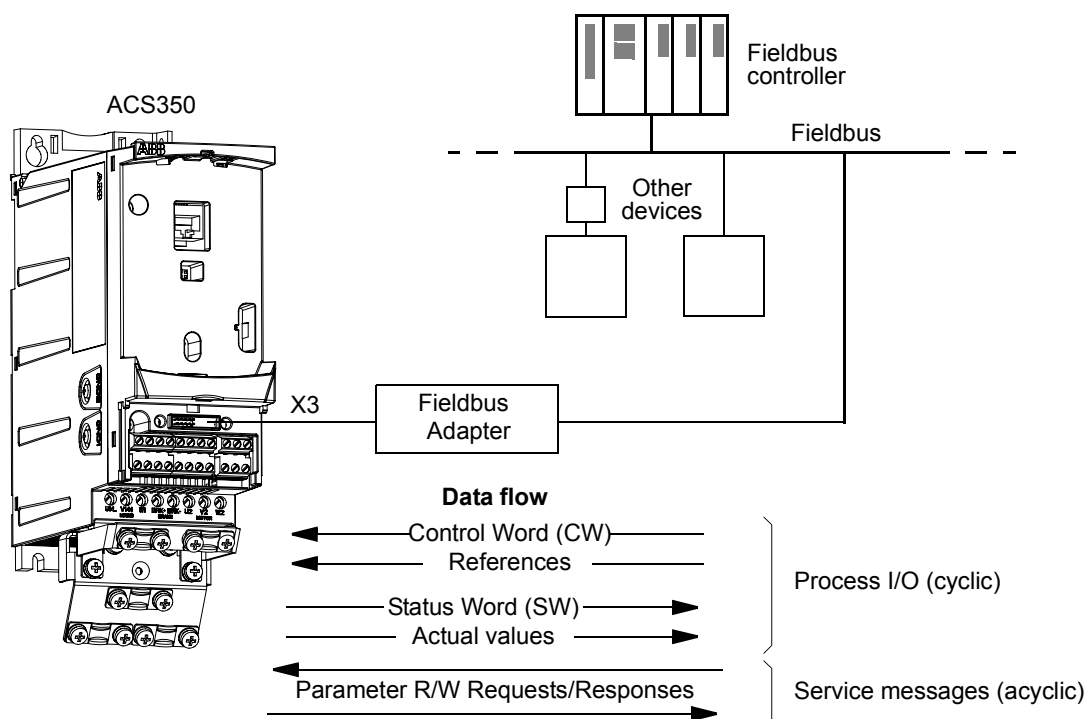 Fieldbus
controller
ACS350
Fieldbus
ABB
Other
devices
X3
Fieldbus
Adapter
Data flow
Control Word (CW)
References
Process I/O (cyclic)
Status Word (SW)
Actual values
Parameter R/W Requests/Responses
Service messages (acyclic)